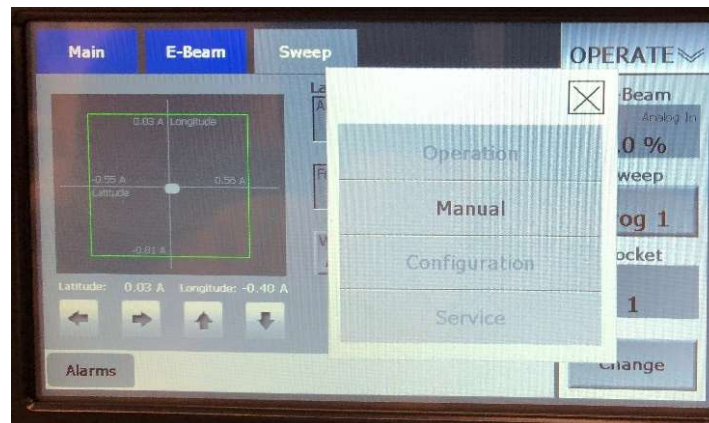 Main
E-Beam
Sweep
OPERATE
0.03 A Longitude
-0.55 A
0.56 A
Latitude
-0.81 A
Latitude: 0.03 A Longitude: -0.40 A
Alarms
Operation
Manual
Configuration
Service
-Beam
Analog In
.0 %
weep
og 1
ocket
1
Change